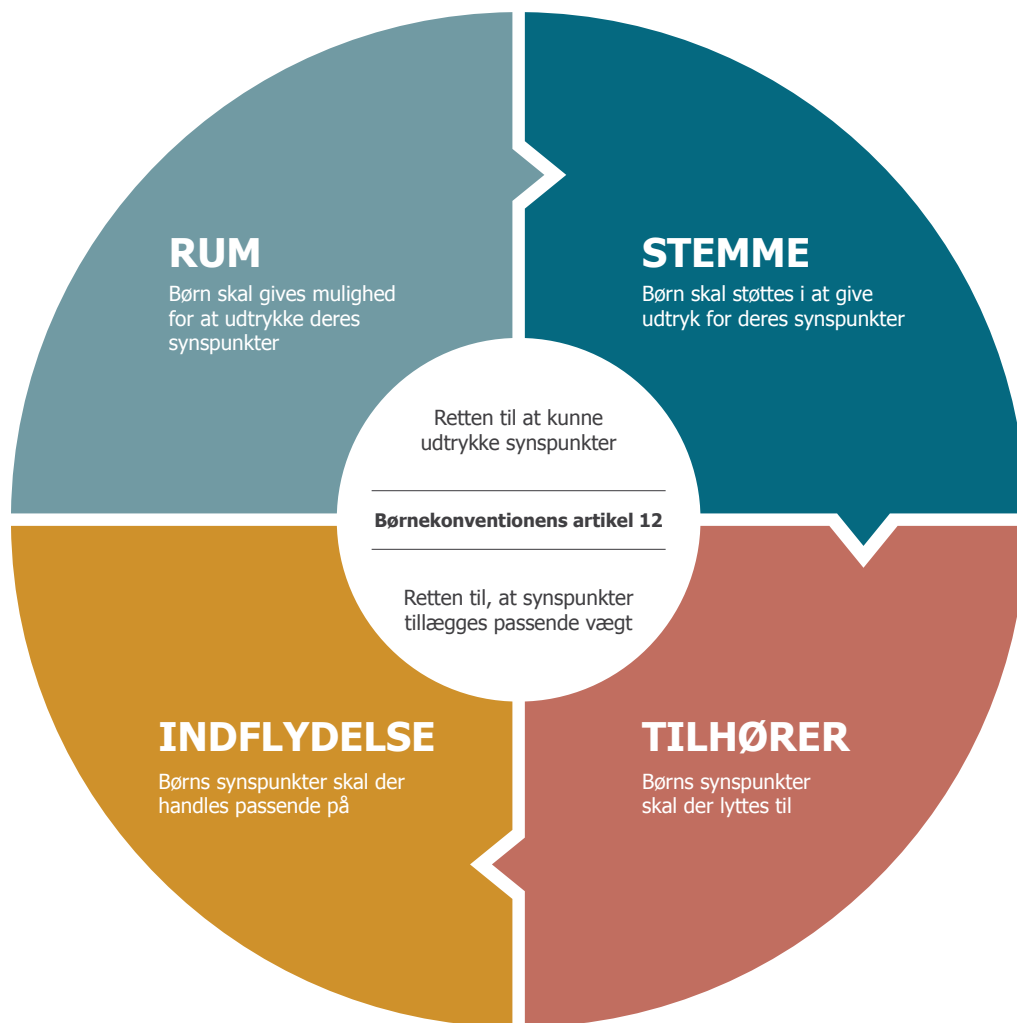 RUM
Børn skal gives mulighed
for at udtrykke deres
synspunkter
STEMME
Børn skal støttes i at give
udtryk for deres synspunkter
Retten til at kunne
udtrykke synspunkter
Børnekonventionens artikel 12
Retten til, at synspunkter
tillægges passende vægt
INDFLYDELSE
Børns synspunkter skal der
handles passende på
TILHØRER
Børns synspunkter
skal der lyttes til